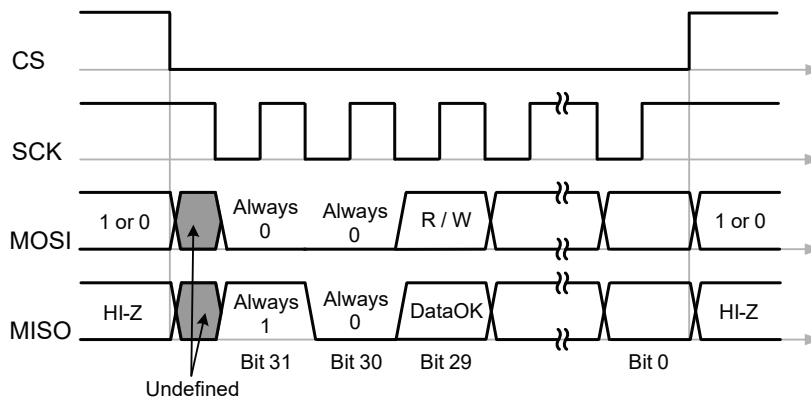 CS
SCK
MOSI
1 or 0
Always
0
Always
0
R / W
1 or 0
MISO
HI-Z
Always
1
Always
0
DataOK
HI-Z
Bit 31
Bit 30
Bit 29
Bit 0
Undefined